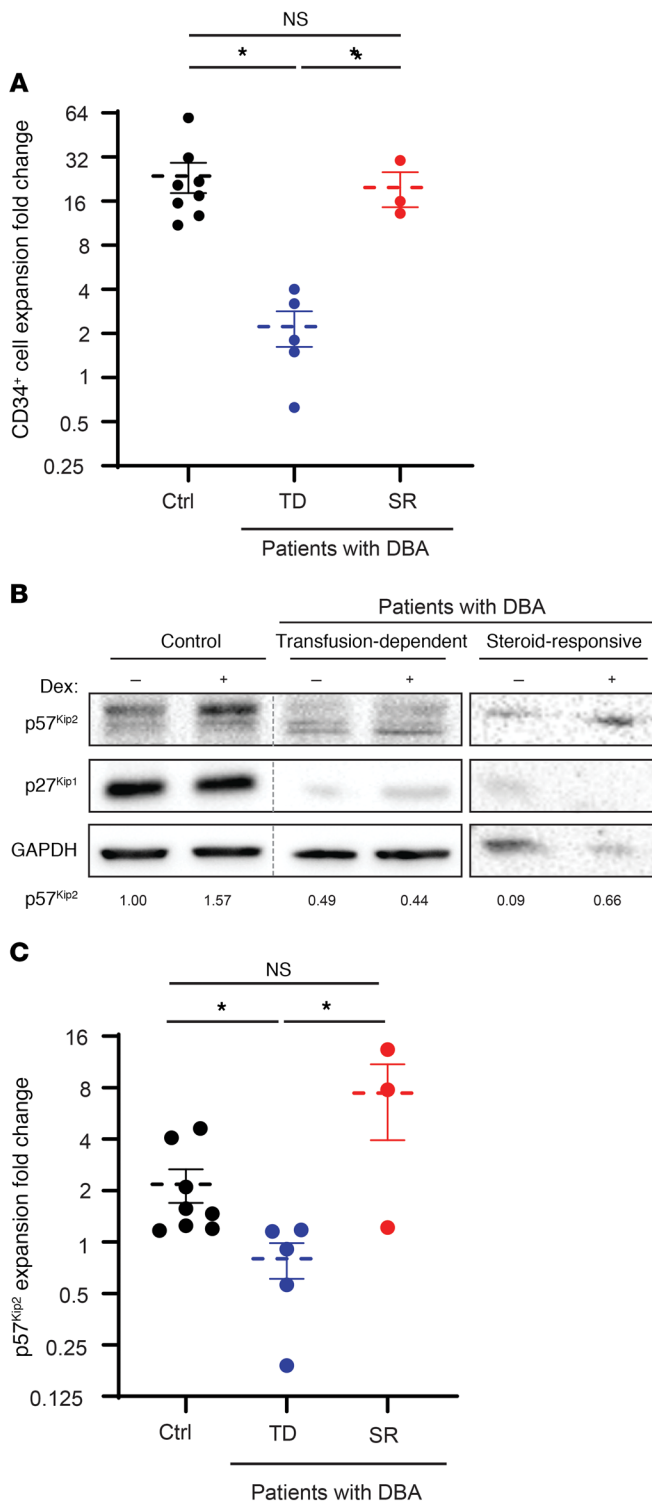 NS
* **
A
64
32
16
8
4
2
1
0.5
0.25
CD34+ cell expansion fold change
Ctrl TD SR
Patients with DBA
B
Patients with DBA
Control Transfusion-dependent Steroid-responsive
Dex: – + – + – +
p57Kip2
p27Kip1
GAPDH
p57Kip2 1.00 1.57 0.49 0.44 0.09 0.66
C
NS
* *
16
8
4
2
1
0.5
0.25
0.125
p57Kip2 expansion fold change
Ctrl TD SR
Patients with DBA